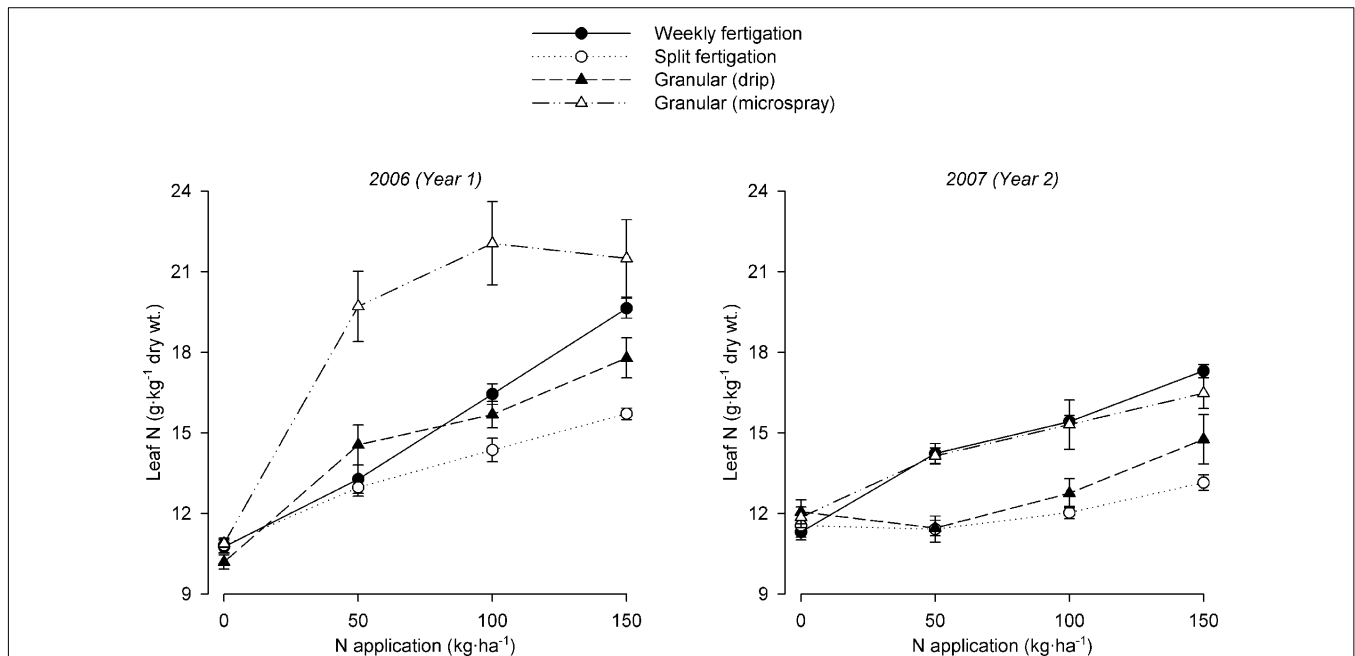 Weekly fertigation
Split fertigation
Granular (drip)
Granular (microspray)
2006 (Year 1)
24
21
18
15
12
9
Leaf N (g·kg⁻¹ dry wt.)
0 50 100 150
N application (kg·ha⁻¹)
2007 (Year 2)
24
21
18
15
12
9
Leaf N (g·kg⁻¹ dry wt.)
0 50 100 150
N application (kg·ha⁻¹)